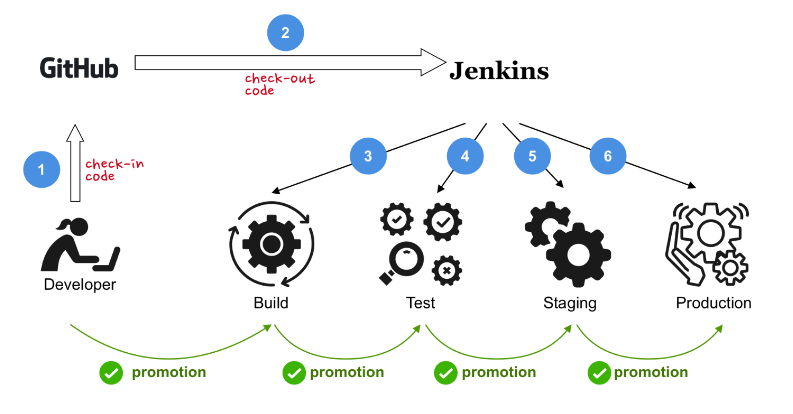 2
GitHub
Jenkins
check-out
code
1
check-in
code
3
4
5
6
Developer
Build
Test
Staging
Production
promotion
promotion
promotion
promotion